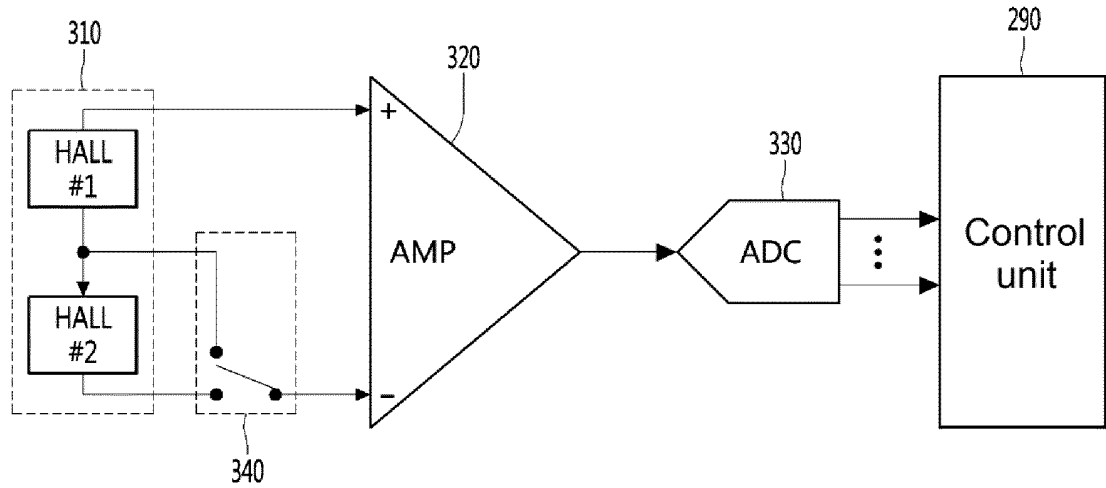 310
320
290
330
HALL
#1
+
AMP
ADC
Control
unit
HALL
#2
−
340